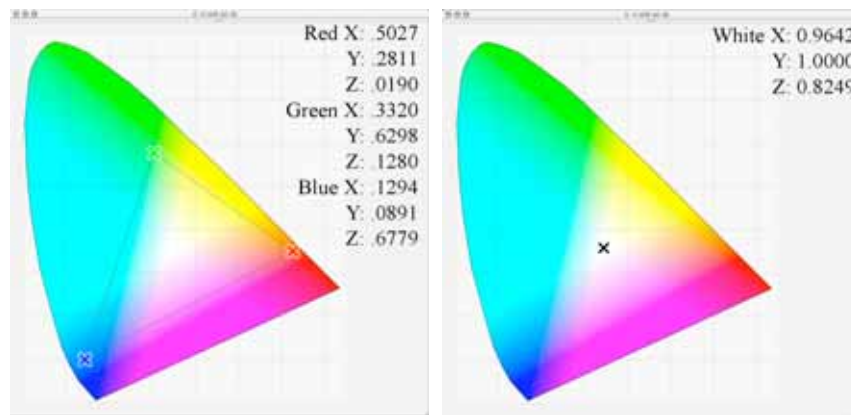 Red X: .5027
Y: .2811
Z: .0190
Green X: .3320
Y: .6298
Z: .1280
Blue X: .1294
Y: .0891
Z: .6779
White X: 0.9642
Y: 1.0000
Z: 0.8249